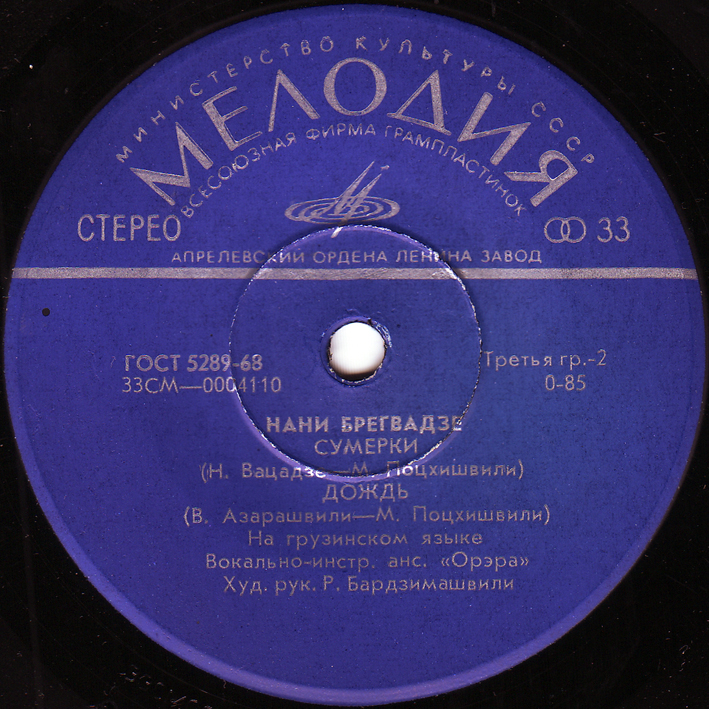 МИНИСТЕРСТВО КУЛЬТУРЫ СССР
МЕЛОДИЯ
ВСЕСОЮЗНАЯ ФИРМА ГРАМПЛАСТИНОК
СТЕРЕО
33
АПРЕЛЕВСКИЙ ОРДЕНА ЛЕНИНА ЗАВОД
ГОСТ 5289-68
Третья гр.-2
33СМ—0004110
0-85
НАНИ БРЕГВАДЗЕ
СУМЕРКИ
(Н. Вацадзе—М. Поцхишвили)
ДОЖДЬ
(В. Азарашвили—М. Поцхишвили)
На грузинском языке
Вокально-инстр. анс. «Орэра»
Худ. рук. Р. Бардзимашвили